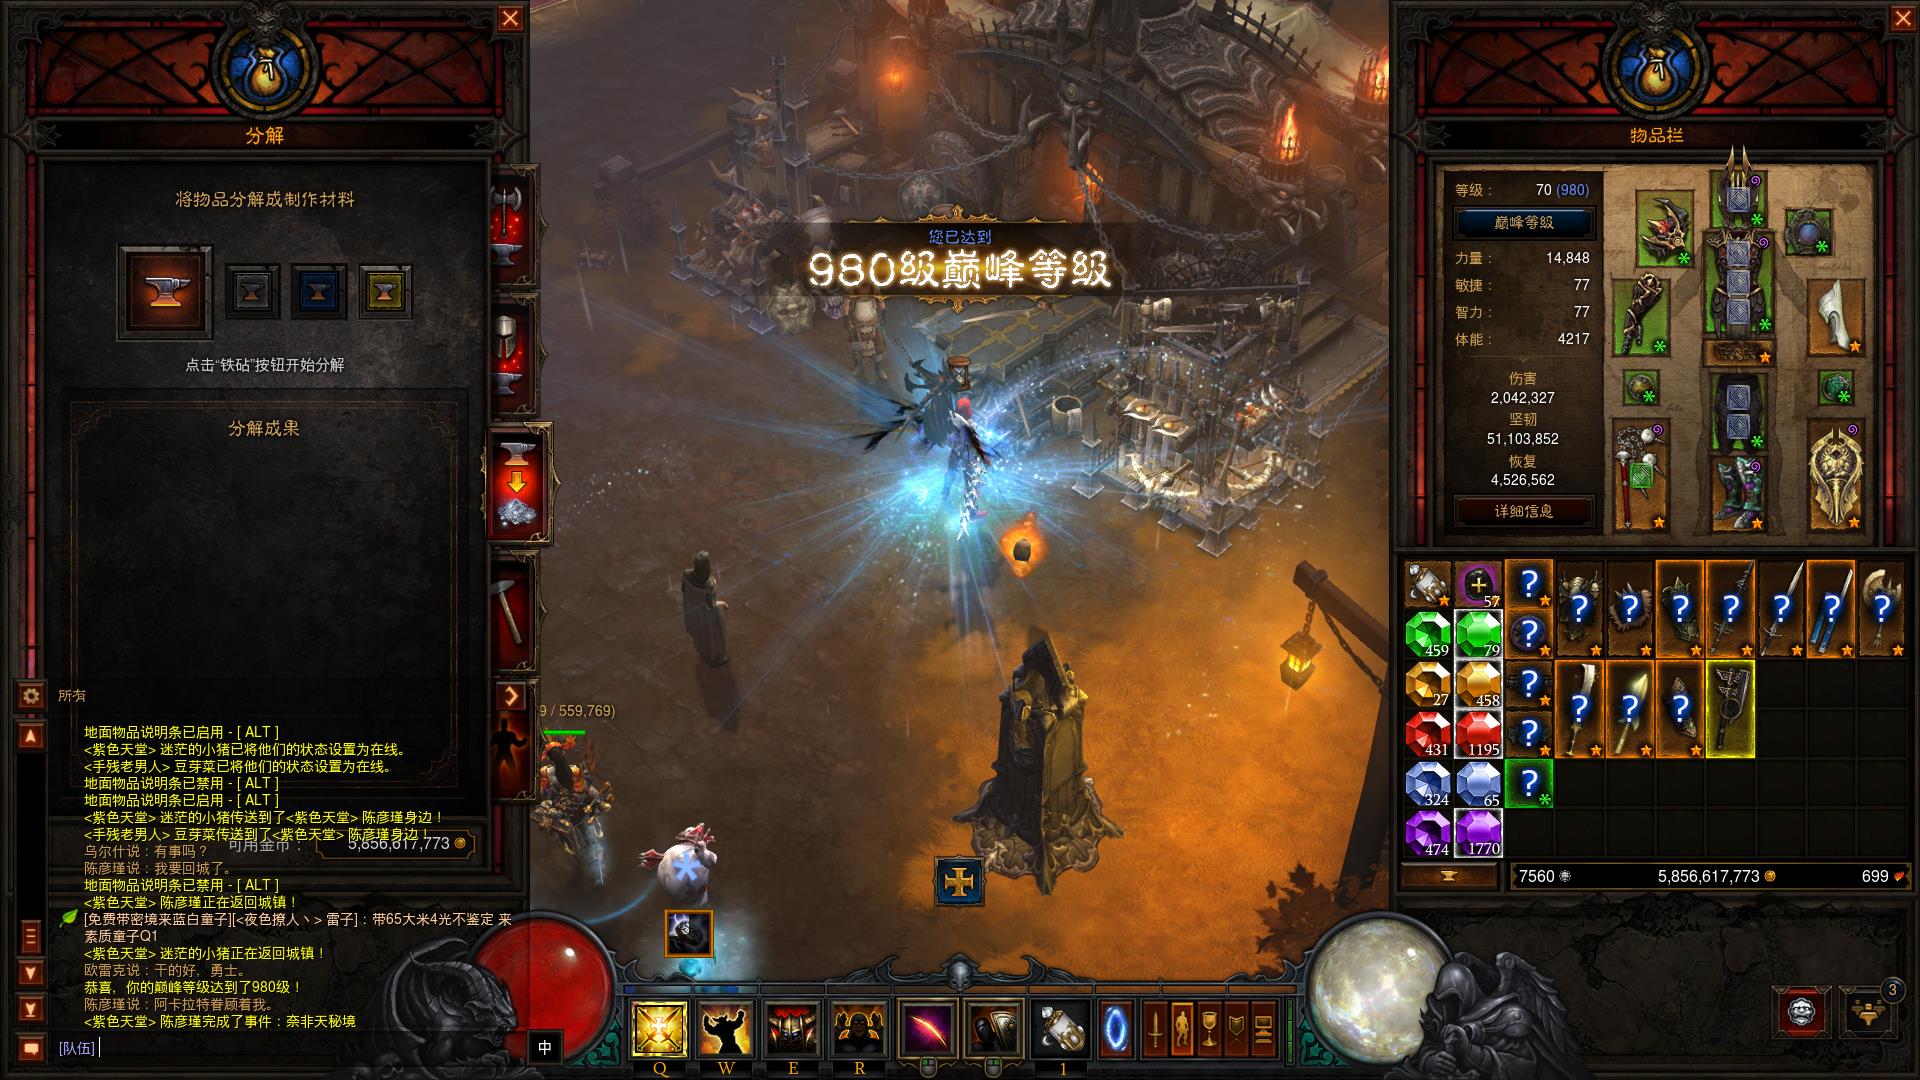 分解
将物品分解成制作材料
点击“铁砧”按钮开始分解
分解成果
可用金币：
5,856,617,773
所有
地面物品说明条已启用 - [ ALT ]
<紫色天堂> 迷茫的小猪已将他们的状态设置为在线。
<手残老男人> 豆芽菜已将他们的状态设置为在线。
地面物品说明条已禁用 - [ ALT ]
地面物品说明条已启用 - [ ALT ]
<紫色天堂> 迷茫的小猪传送到了<紫色天堂> 陈彦瑾身边！
<手残老男人> 豆芽菜传送到了<紫色天堂> 陈彦瑾身边！
乌尔什说：有事吗？
陈彦瑾说：我要回城了。
地面物品说明条已禁用 - [ ALT ]
<紫色天堂> 陈彦瑾正在返回城镇！
[免费带密境来蓝白童子][<夜色撩人丶> 雷子]：带65大米4光不鉴定 来
素质童子Q1
<紫色天堂> 迷茫的小猪正在返回城镇！
欧雷克说：干的好，勇士。
恭喜，你的巅峰等级达到了980级！
陈彦瑾说：阿卡拉特眷顾着我。
<紫色天堂> 陈彦瑾完成了事件：奈非天秘境
[队伍]
中
9 / 559,769)
您已达到
980级巅峰等级
Q
W
E
R
1
物品栏
等级：
70 (980)
巅峰等级
力量：
14,848
敏捷：
77
智力：
77
体能：
4217
伤害
2,042,327
坚韧
51,103,852
恢复
4,526,562
详细信息
57
? ? ? ? ? ? ? ?
459
79
?
27
458
? ? ? ?
431
1195
?
324
65
?
474
1770
7560
5,856,617,773
699
3